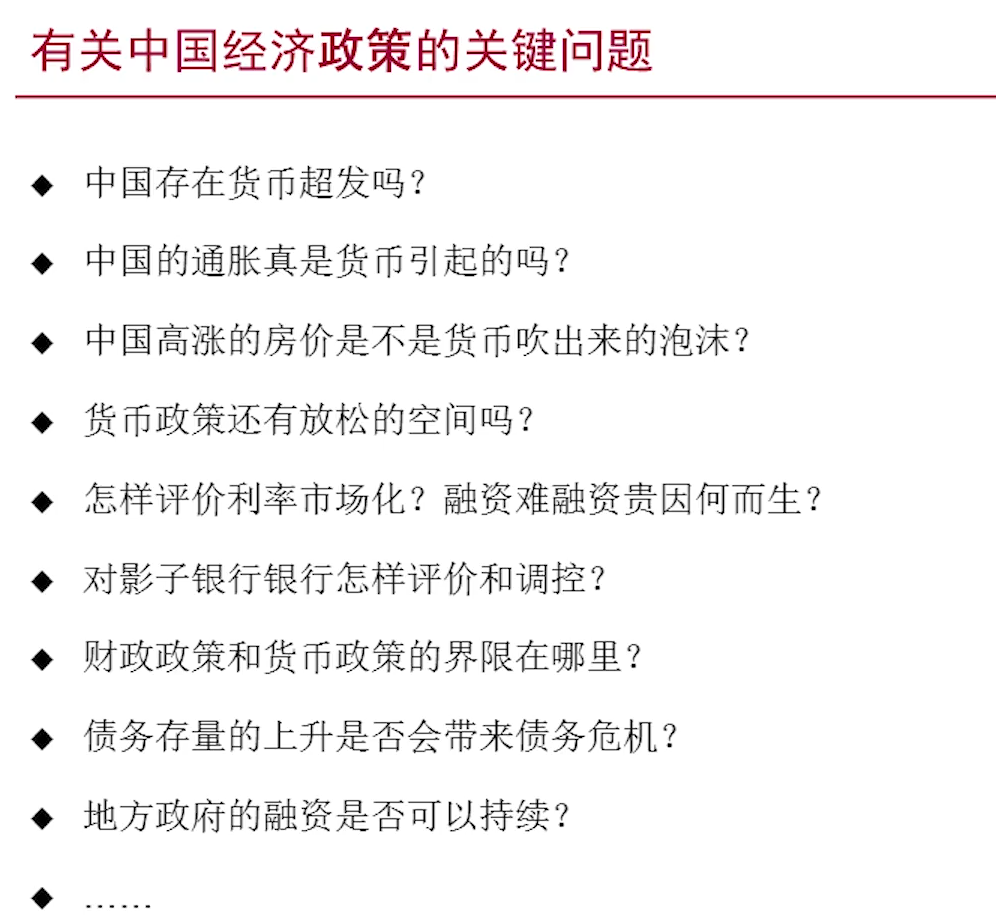 有关中国经济政策的关键问题
◆ 中国存在货币超发吗?
◆ 中国的通胀真是货币引起的吗?
◆ 中国高涨的房价是不是货币吹出来的泡沫?
◆ 货币政策还有放松的空间吗?
◆ 怎样评价利率市场化?融资难融资贵因何而生?
◆ 对影子银行银行怎样评价和调控?
◆ 财政政策和货币政策的界限在哪里?
◆ 债务存量的上升是否会带来债务危机?
◆ 地方政府的融资是否可以持续?
◆ ……